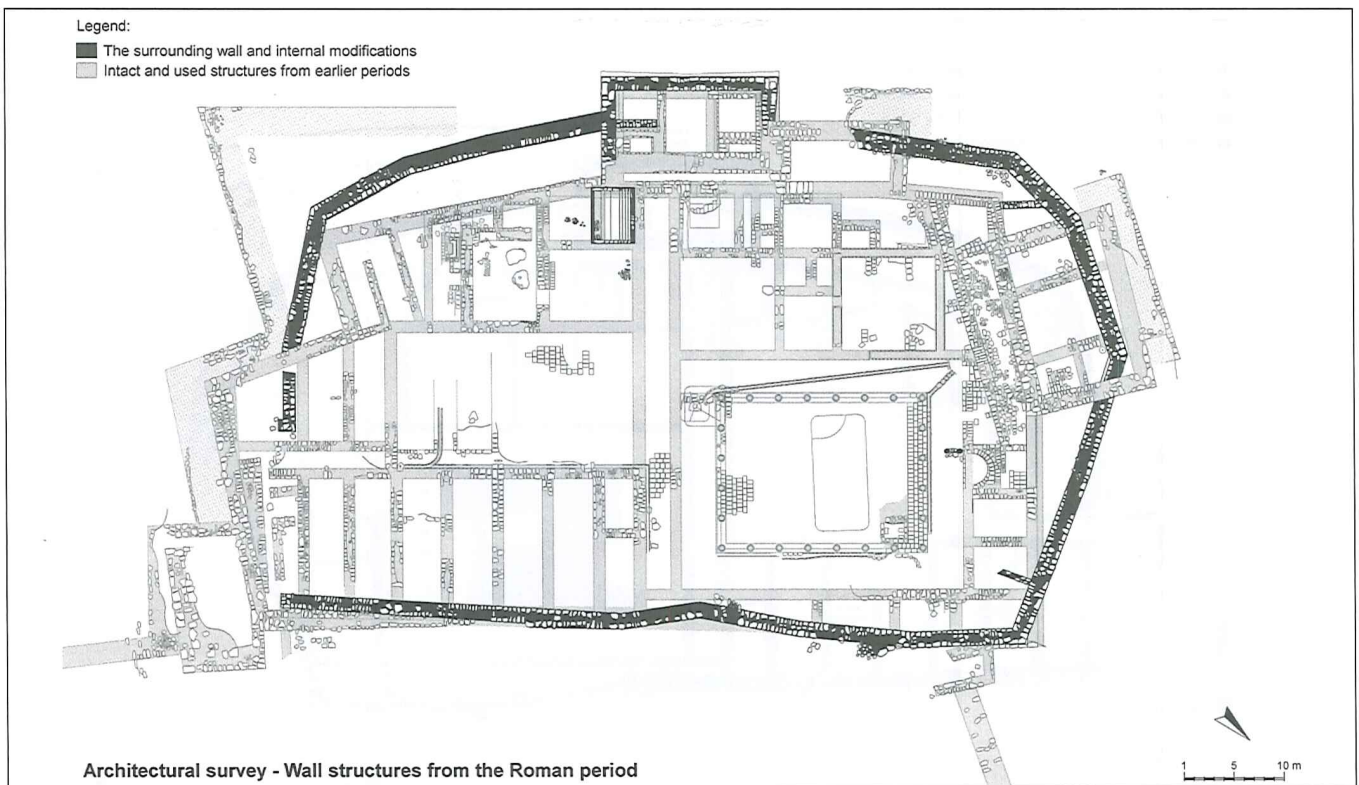 Legend:
The surrounding wall and internal modifications
Intact and used structures from earlier periods
Architectural survey - Wall structures from the Roman period
1 5 10 m